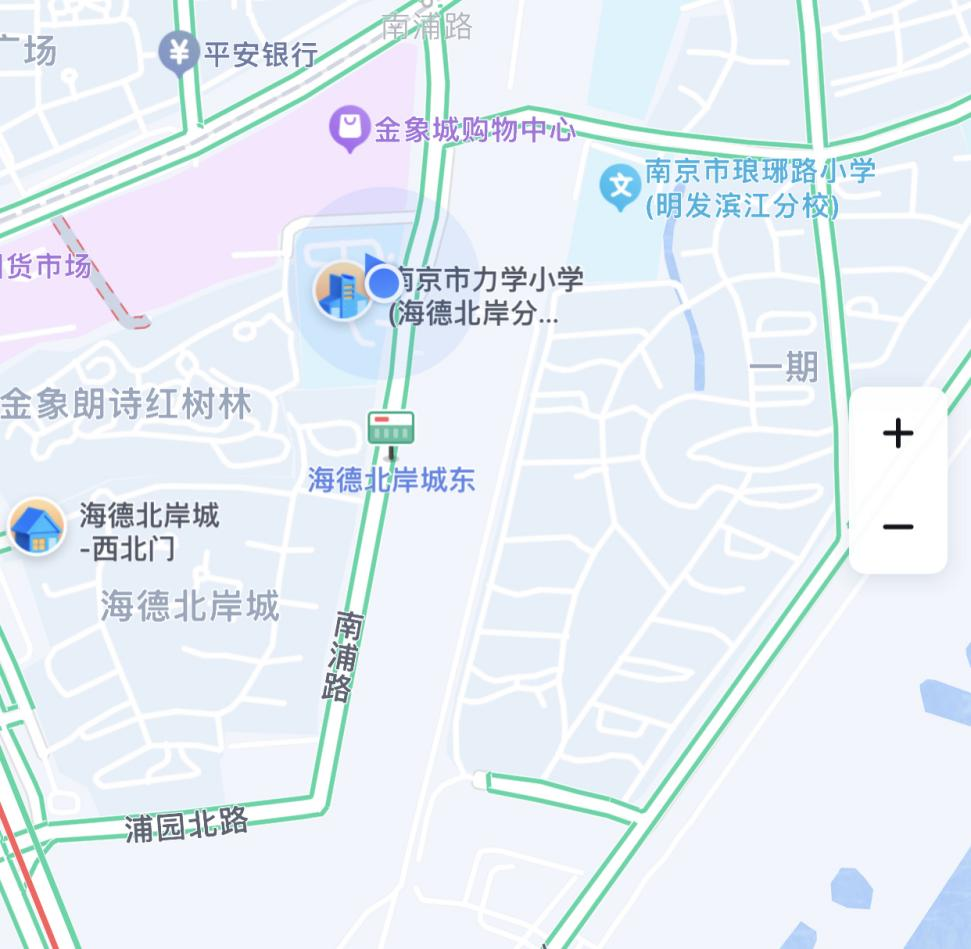 南浦路
广场
平安银行
金象城购物中心
南京市琅琊路小学
(明发滨江分校)
货市场
南京市力学小学
(海德北岸分...
一期
金象朗诗红树林
海德北岸城东
海德北岸城
-西北门
海德北岸城
南浦路
浦园北路